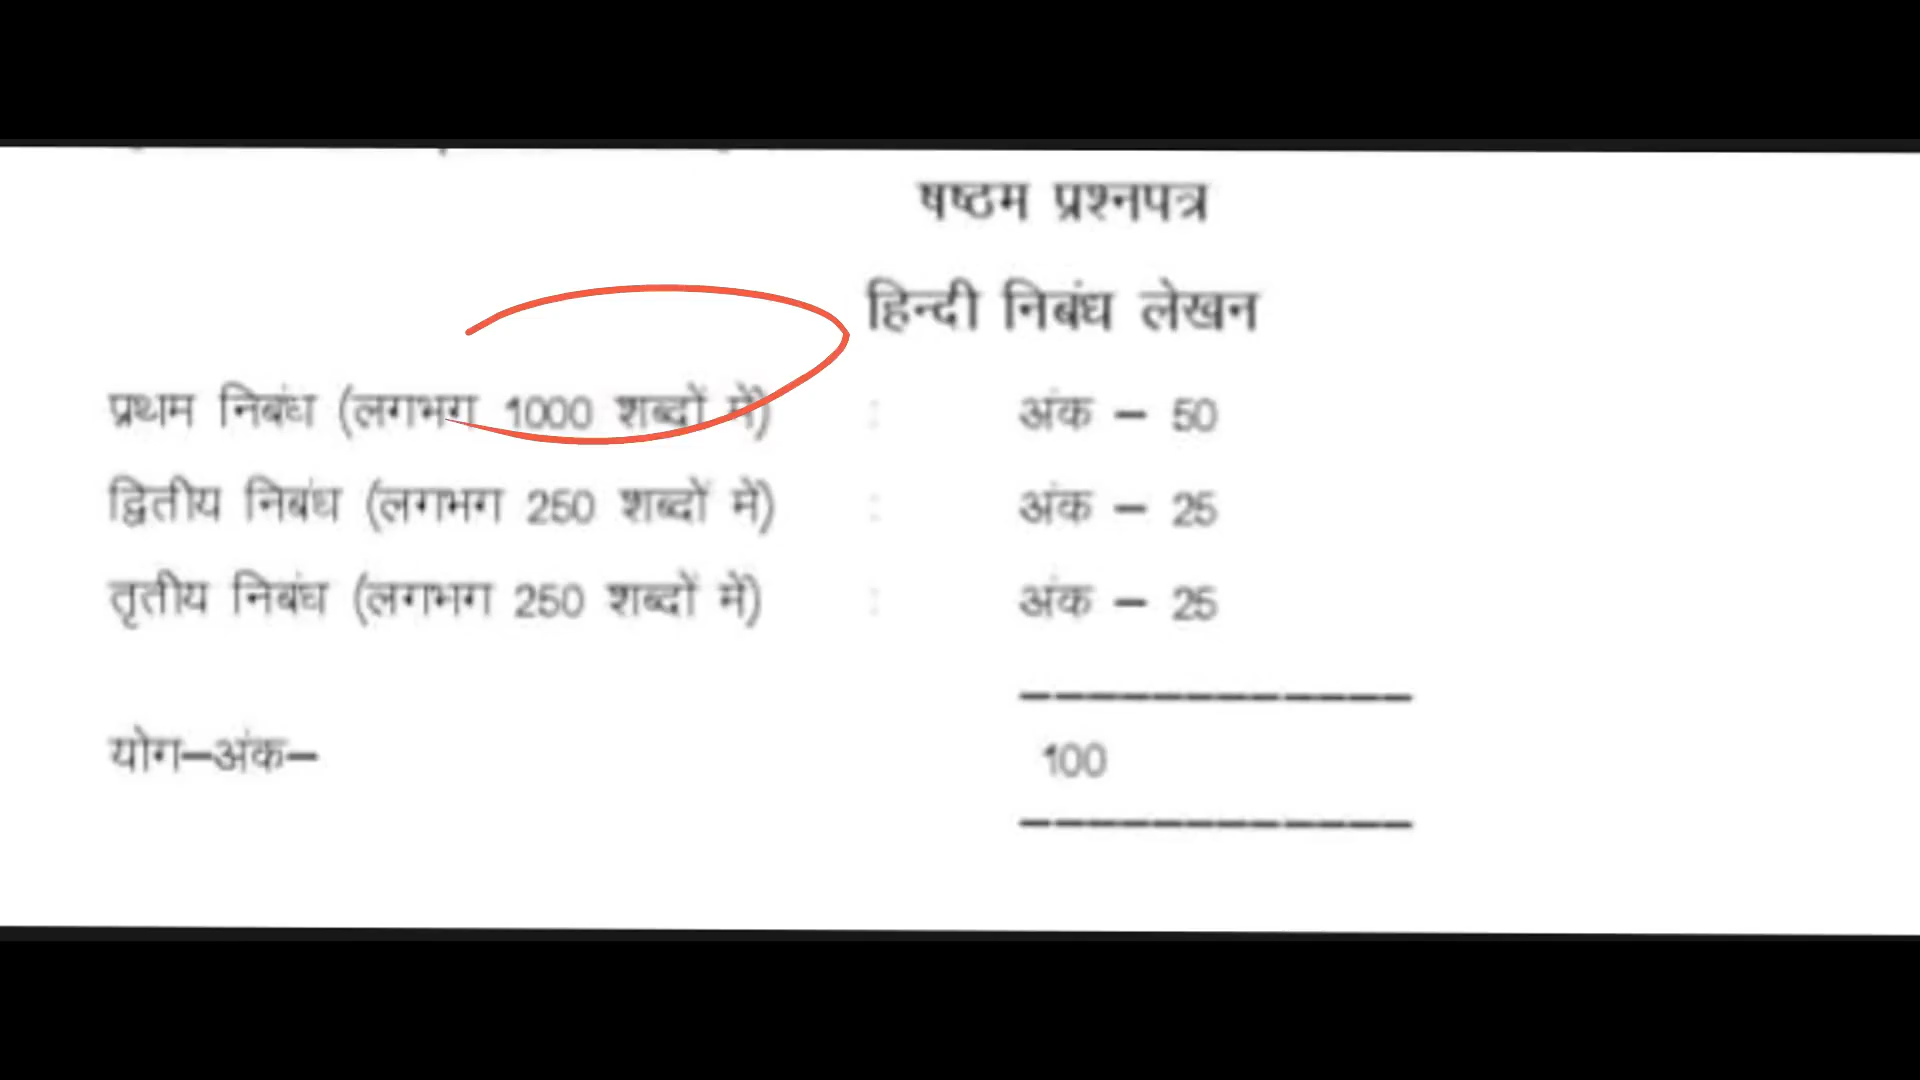 षष्ठम प्रश्नपत्र
हिन्दी निबंध लेखन
प्रथम निबंध (लगभग 1000 शब्दों में) : अंक – 50
द्वितीय निबंध (लगभग 250 शब्दों में) : अंक – 25
तृतीय निबंध (लगभग 250 शब्दों में) : अंक – 25
योग–अंक– 100